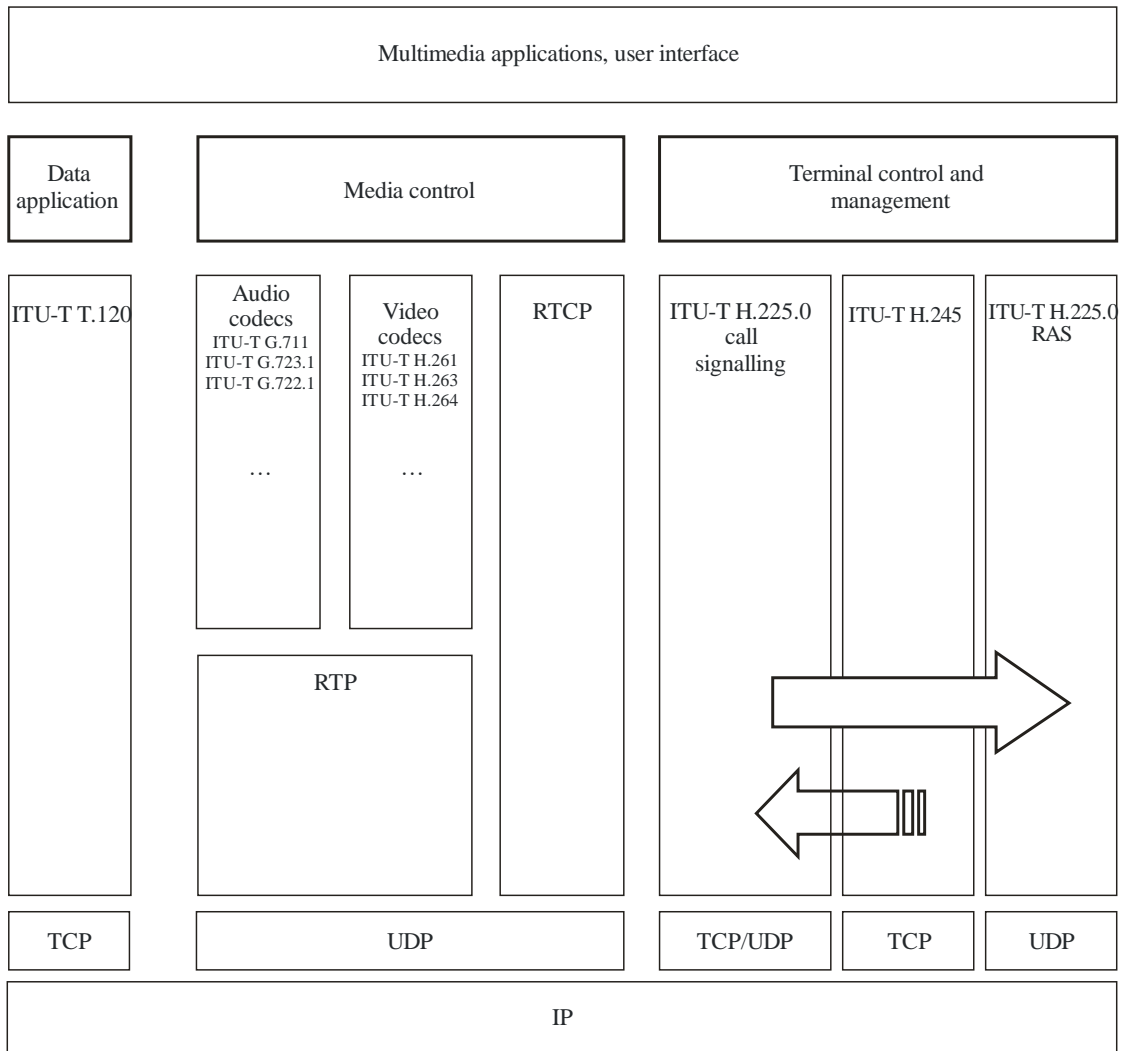 Multimedia applications, user interface
Data
application
Media control
Terminal control and
management
ITU-T T.120
Audio
codecs
ITU-T G.711
ITU-T G.723.1
ITU-T G.722.1
…
Video
codecs
ITU-T H.261
ITU-T H.263
ITU-T H.264
…
RTCP
ITU-T H.225.0
call
signalling
ITU-T H.245
ITU-T H.225.0
RAS
RTP
TCP
UDP
TCP/UDP
TCP
UDP
IP